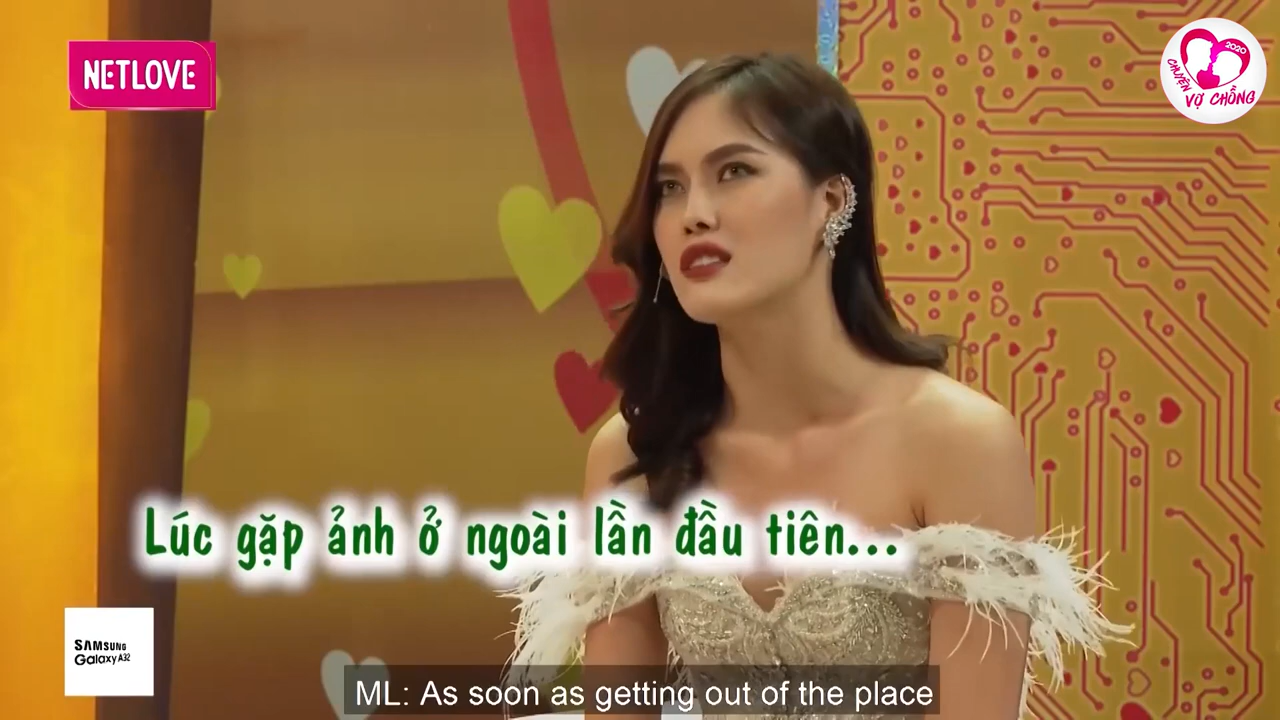 NETLOVE
2020
CHUYỆN
VỢ CHỒNG
Lúc gặp ảnh ở ngoài lần đầu tiên...
SAMSUNG
Galaxy A32
ML: As soon as getting out of the place